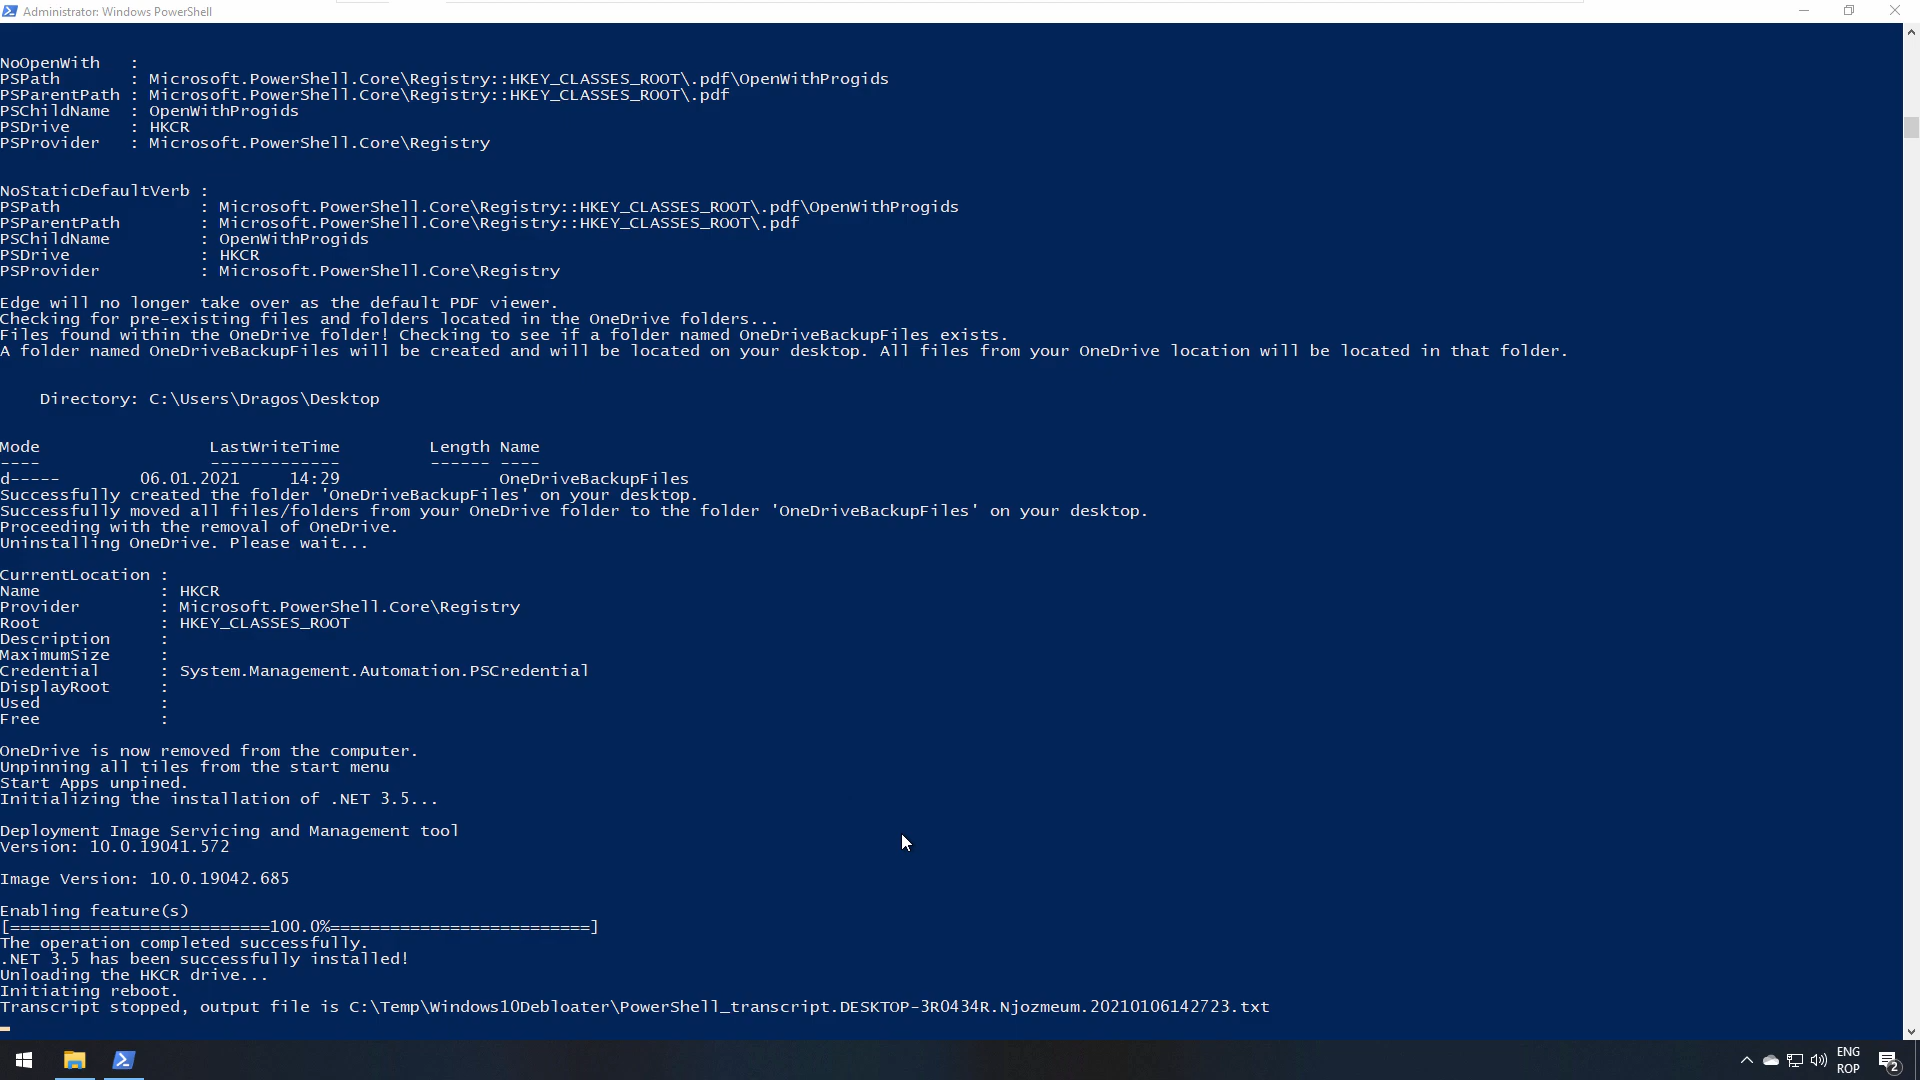 Administrator: Windows PowerShell
NoOpenWith   :
PSPath       : Microsoft.PowerShell.Core\Registry::HKEY_CLASSES_ROOT\.pdf\OpenWithProgids
PSParentPath : Microsoft.PowerShell.Core\Registry::HKEY_CLASSES_ROOT\.pdf
PSChildName  : OpenWithProgids
PSDrive      : HKCR
PSProvider   : Microsoft.PowerShell.Core\Registry
NoStaticDefaultVerb :
PSPath              : Microsoft.PowerShell.Core\Registry::HKEY_CLASSES_ROOT\.pdf\OpenWithProgids
PSParentPath        : Microsoft.PowerShell.Core\Registry::HKEY_CLASSES_ROOT\.pdf
PSChildName         : OpenWithProgids
PSDrive             : HKCR
PSProvider          : Microsoft.PowerShell.Core\Registry
Edge will no longer take over as the default PDF viewer.
Checking for pre-existing files and folders located in the OneDrive folders...
Files found within the OneDrive folder! Checking to see if a folder named OneDriveBackupFiles exists.
A folder named OneDriveBackupFiles will be created and will be located on your desktop. All files from your OneDrive location will be located in that folder.
    Directory: C:\Users\Dragos\Desktop
Mode                 LastWriteTime         Length Name
----                 -------------         ------ ----
d-----        06.01.2021     14:29                OneDriveBackupFiles
Successfully created the folder 'OneDriveBackupFiles' on your desktop.
Successfully moved all files/folders from your OneDrive folder to the folder 'OneDriveBackupFiles' on your desktop.
Proceeding with the removal of OneDrive.
Uninstalling OneDrive. Please wait...
CurrentLocation :
Name            : HKCR
Provider        : Microsoft.PowerShell.Core\Registry
Root            : HKEY_CLASSES_ROOT
Description     :
MaximumSize     :
Credential      : System.Management.Automation.PSCredential
DisplayRoot     :
Used            :
Free            :
OneDrive is now removed from the computer.
Unpinning all tiles from the start menu
Start Apps unpined.
Initializing the installation of .NET 3.5...
Deployment Image Servicing and Management tool
Version: 10.0.19041.572
Image Version: 10.0.19042.685
Enabling feature(s)
[==========================100.0%==========================]
The operation completed successfully.
.NET 3.5 has been successfully installed!
Unloading the HKCR drive...
Initiating reboot.
Transcript stopped, output file is C:\Temp\Windows10Debloater\PowerShell_transcript.DESKTOP-3R0434R.Njozmeum.20210106142723.txt
ENG
ROP
2